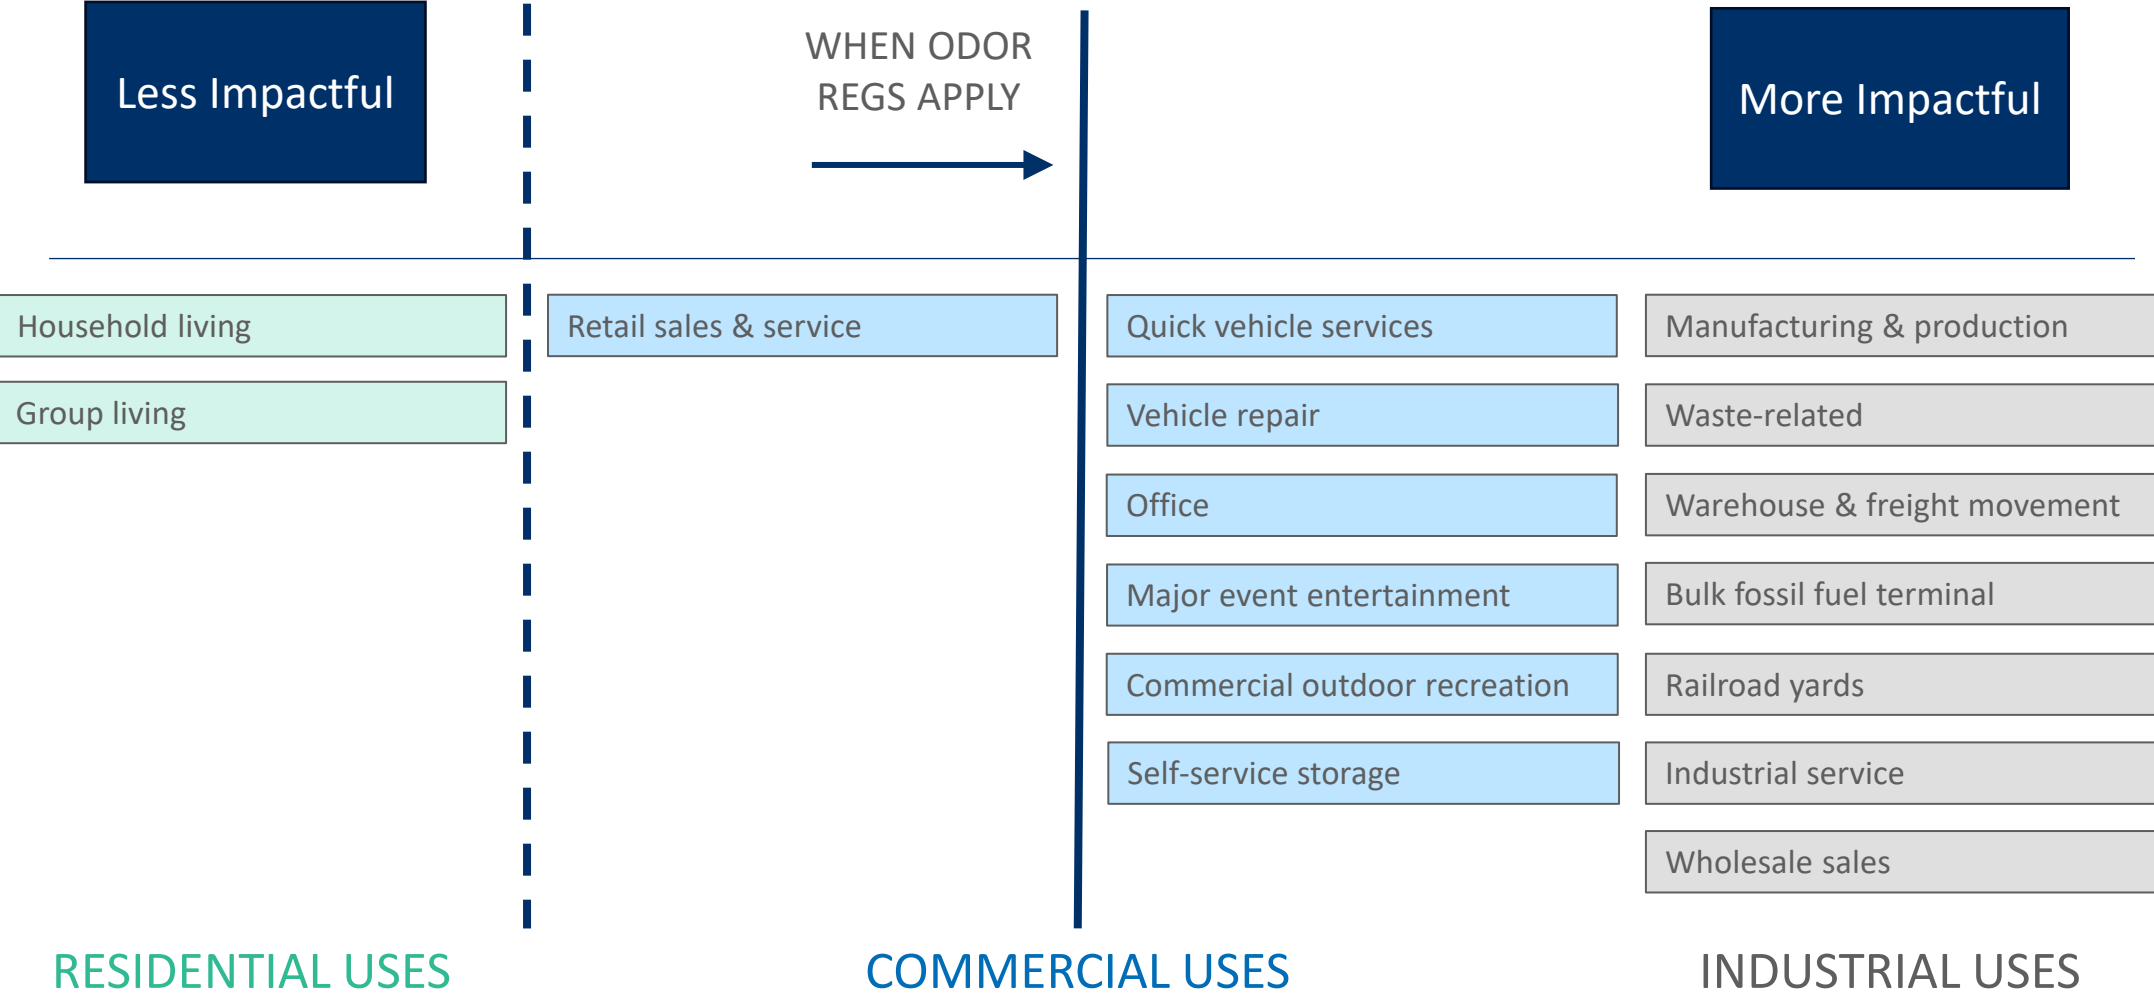 Less Impactful
WHEN ODOR
REGS APPLY
More Impactful
Household living
Group living
Retail sales & service
Quick vehicle services
Vehicle repair
Office
Major event entertainment
Commercial outdoor recreation
Self-service storage
Manufacturing & production
Waste-related
Warehouse & freight movement
Bulk fossil fuel terminal
Railroad yards
Industrial service
Wholesale sales
RESIDENTIAL USES
COMMERCIAL USES
INDUSTRIAL USES